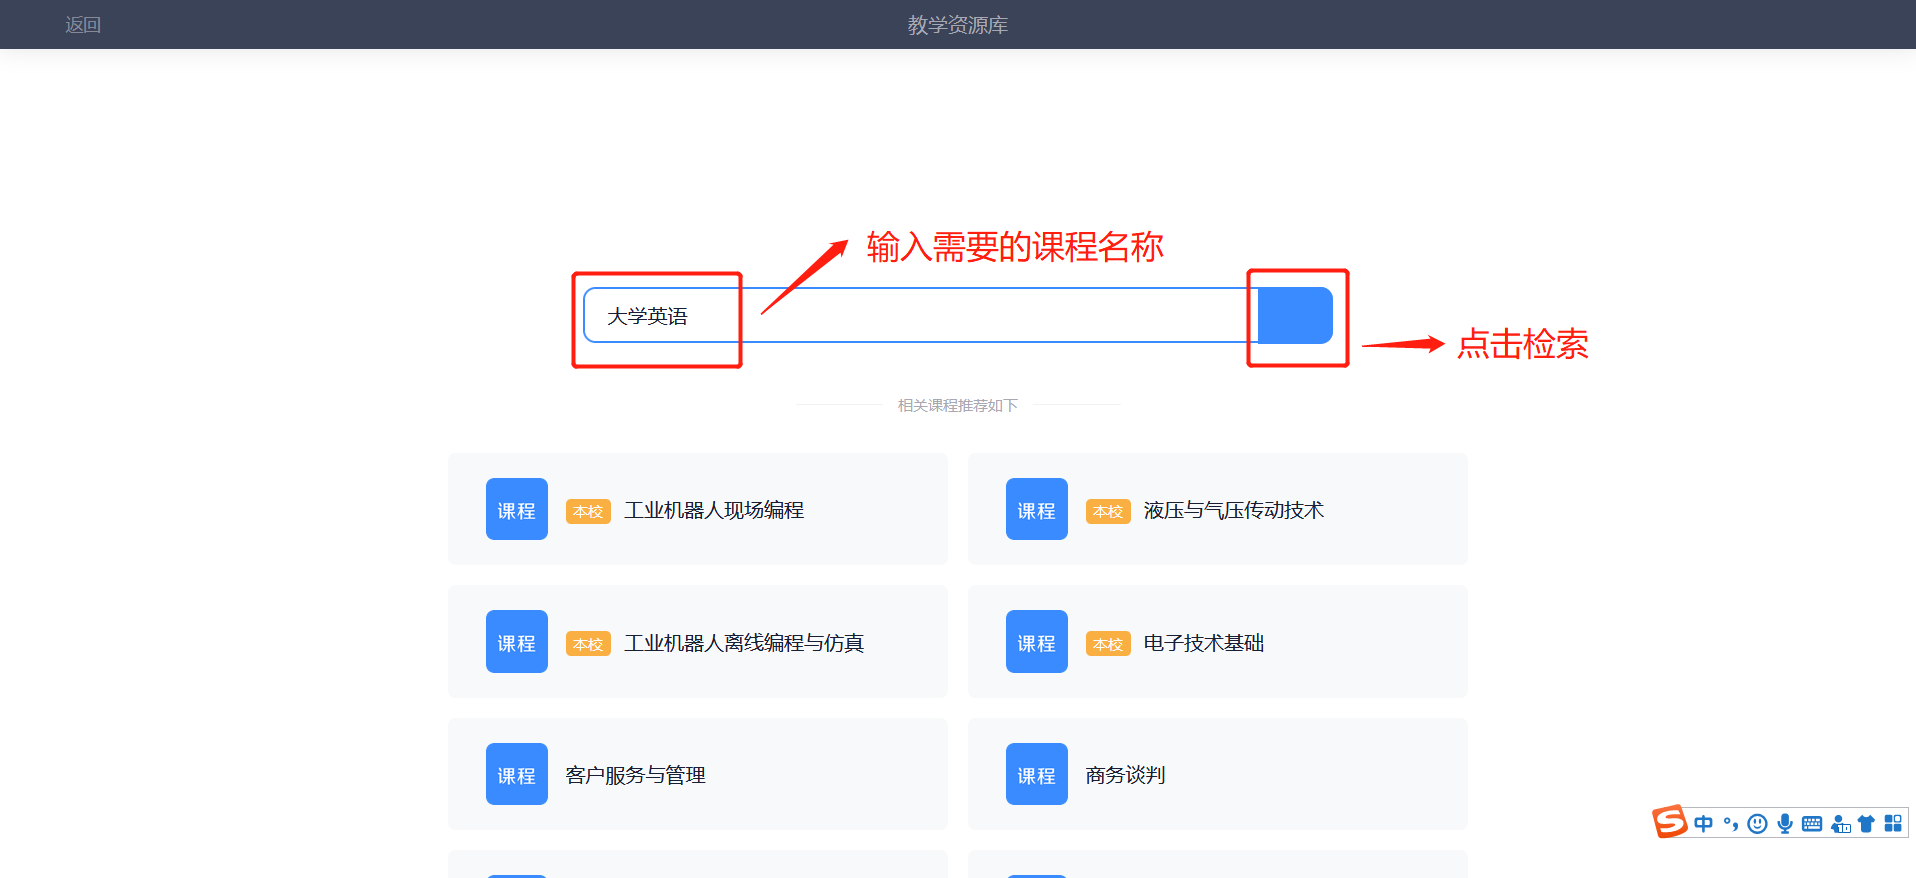 返回
教学资源库
输入需要的课程名称
大学英语
点击检索
相关课程推荐如下
课程 本校 工业机器人现场编程
课程 本校 液压与气压传动技术
课程 本校 工业机器人离线编程与仿真
课程 本校 电子技术基础
课程 客户服务与管理
课程 商务谈判
S 中 °,